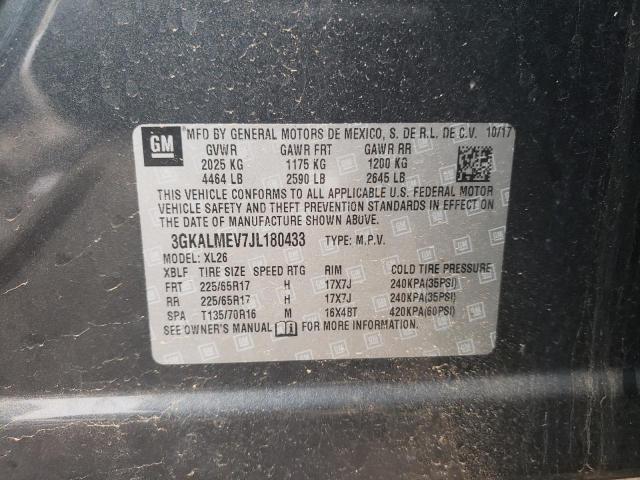 GM
MFD BY GENERAL MOTORS DE MEXICO, S. DE R.L. DE C.V. 10/17
GVWR GAWR FRT GAWR RR
2025 KG 1175 KG 1200 KG
4464 LB 2590 LB 2645 LB
THIS VEHICLE CONFORMS TO ALL APPLICABLE U.S. FEDERAL MOTOR
VEHICLE SAFETY AND THEFT PREVENTION STANDARDS IN EFFECT ON
THE DATE OF MANUFACTURE SHOWN ABOVE.
3GKALMEV7JL180433 TYPE: M.P.V.
MODEL: XL26
XBLF TIRE SIZE SPEED RTG RIM COLD TIRE PRESSURE
FRT 225/65R17 H 17X7J 240KPA(35PSI)
RR 225/65R17 H 17X7J 240KPA(35PSI)
SPA T135/70R16 M 16X4BT 420KPA(60PSI)
SEE OWNER'S MANUAL FOR MORE INFORMATION.